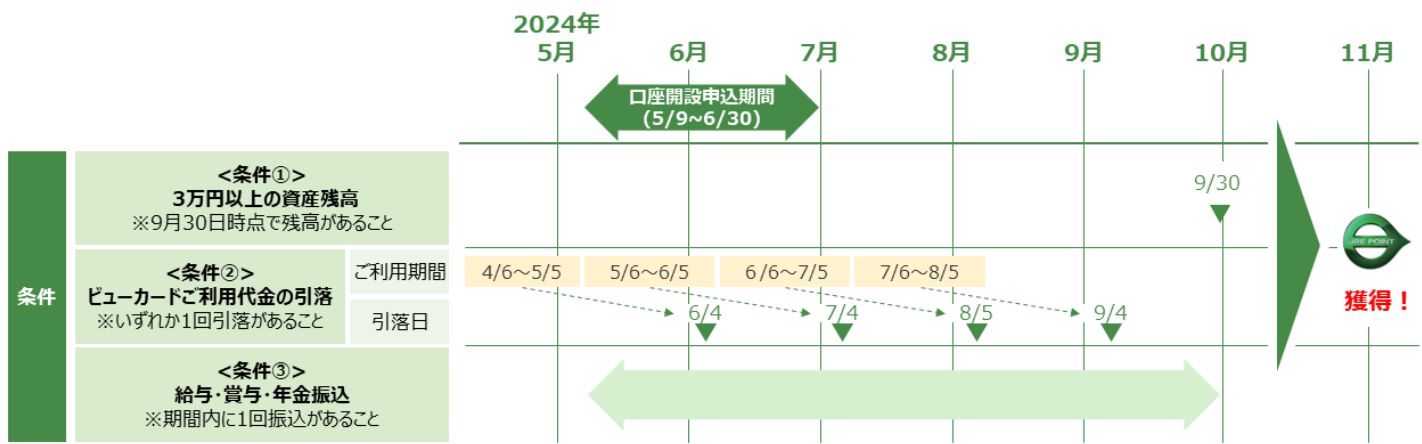 2024年
5月
6月
7月
8月
9月
10月
11月
口座開設申込期間
(5/9~6/30)
条件
<条件①>
3万円以上の資産残高
※9月30日時点で残高があること
9/30
<条件②>
ビューカードご利用代金の引落
※いずれか1回引落があること
ご利用期間
4/6～5/5
5/6～6/5
6/6～7/5
7/6～8/5
引落日
6/4
7/4
8/5
9/4
JRE POINT
獲得！
<条件③>
給与・賞与・年金振込
※期間内に1回振込があること